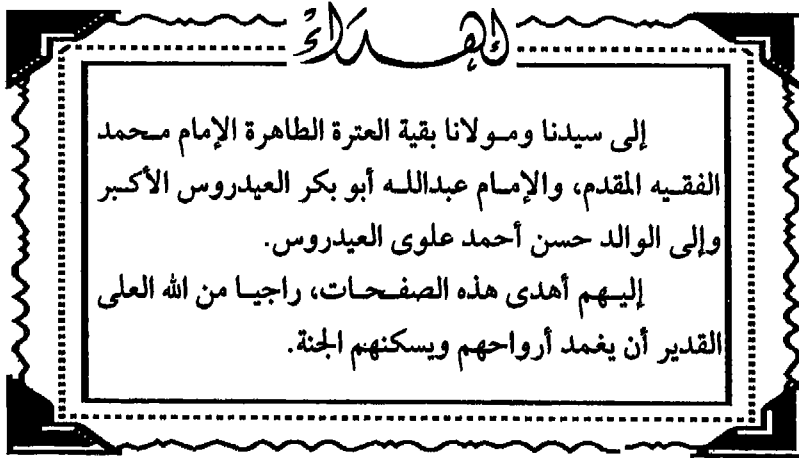 إهداء
إلى سيدنا ومولانا بقية العترة الطاهرة الإمام محمد
الفقيه المقدم، والإمام عبدالله أبو بكر العيدروس الأكبر
وإلى الوالد حسن أحمد علوى العيدروس.
إليهم أهدى هذه الصفحات، راجيا من الله العلى
القدير أن يغمد أرواحهم ويسكنهم الجنة.